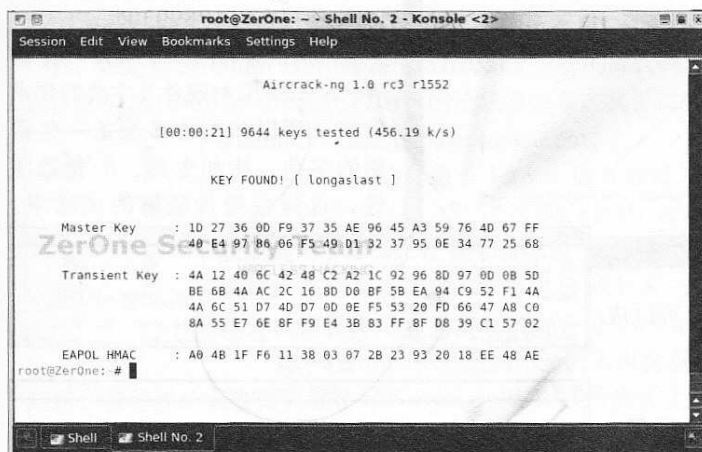 root@ZerOne: ~ - Shell No. 2 - Konsole <2>
Session Edit View Bookmarks Settings Help
Aircrack-ng 1.0 rc3 r1552
[00:00:21] 9644 keys tested (456.19 k/s)
KEY FOUND! [ longaslast ]
Master Key : 1D 27 36 0D F9 37 35 AE 96 45 A3 59 76 4D 67 FF
40 E4 97 86 06 F5 49 D1 32 37 95 0E 34 77 25 68
ZerOne Security Team
Transient Key : 4A 12 40 6C 42 48 C2 A2 1C 92 96 8D 97 0D 0B 5D
BE 6B 4A AC 2C 16 8D D0 BF 5B EA 94 C9 52 F1 4A
4A 6C 51 D7 4D D7 0D 0E F5 53 20 FD 66 47 A8 C0
8A 55 E7 6E 8F F9 E4 3B 83 FF 8F D8 39 C1 57 02
EAPOL HMAC : A0 4B 1F F6 11 38 03 07 2B 23 93 20 18 EE 48 AE
root@ZerOne:~#
Shell Shell No. 2